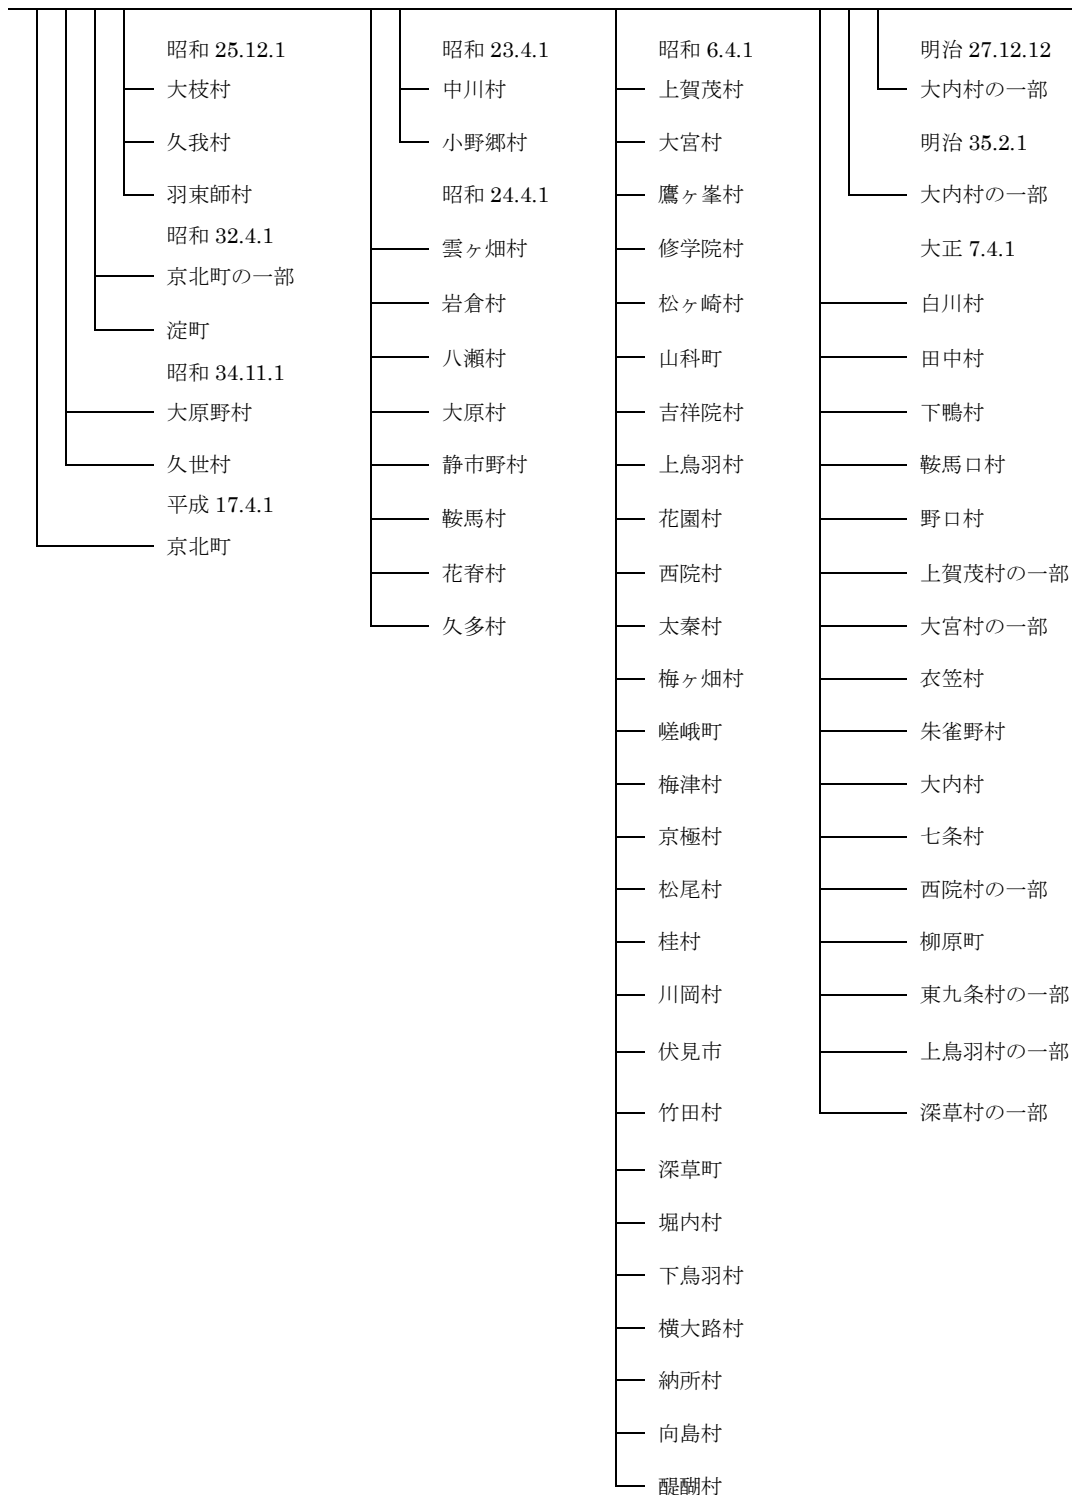 昭和 25.12.1
大枝村
久我村
羽束師村
昭和 32.4.1
京北町の一部
淀町
昭和 34.11.1
大原野村
久世村
平成 17.4.1
京北町
昭和 23.4.1
中川村
小野郷村
昭和 24.4.1
雲ヶ畑村
岩倉村
八瀬村
大原村
静市野村
鞍馬村
花脊村
久多村
昭和 6.4.1
上賀茂村
大宮村
鷹ヶ峯村
修学院村
松ヶ崎村
山科町
吉祥院村
上鳥羽村
花園村
西院村
太秦村
梅ヶ畑村
嵯峨町
梅津村
京極村
松尾村
桂村
川岡村
伏見市
竹田村
深草町
堀内村
下鳥羽村
横大路村
納所村
向島村
醍醐村
明治 27.12.12
大内村の一部
明治 35.2.1
大内村の一部
大正 7.4.1
白川村
田中村
下鴨村
鞍馬口村
野口村
上賀茂村の一部
大宮村の一部
衣笠村
朱雀野村
大内村
七条村
西院村の一部
柳原町
東九条村の一部
上鳥羽村の一部
深草村の一部